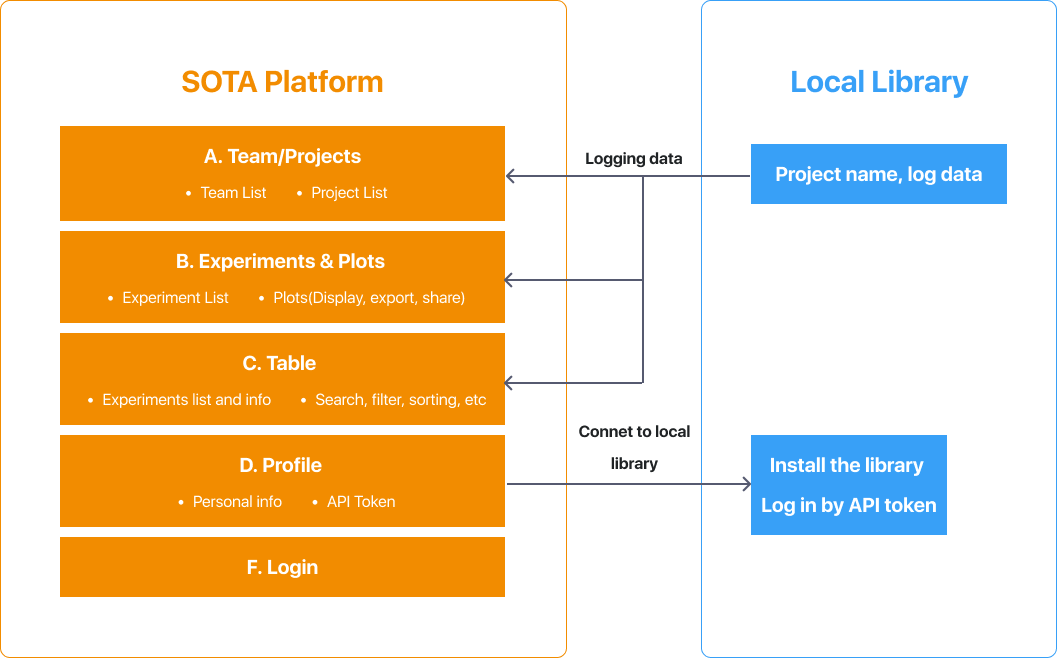 SOTA Platform
A. Team/Projects
• Team List • Project List
B. Experiments & Plots
• Experiment List • Plots(Display, export, share)
C. Table
• Experiments list and info • Search, filter, sorting, etc
D. Profile
• Personal info • API Token
F. Login
Logging data
Connet to local
library
Local Library
Project name, log data
Install the library
Log in by API token